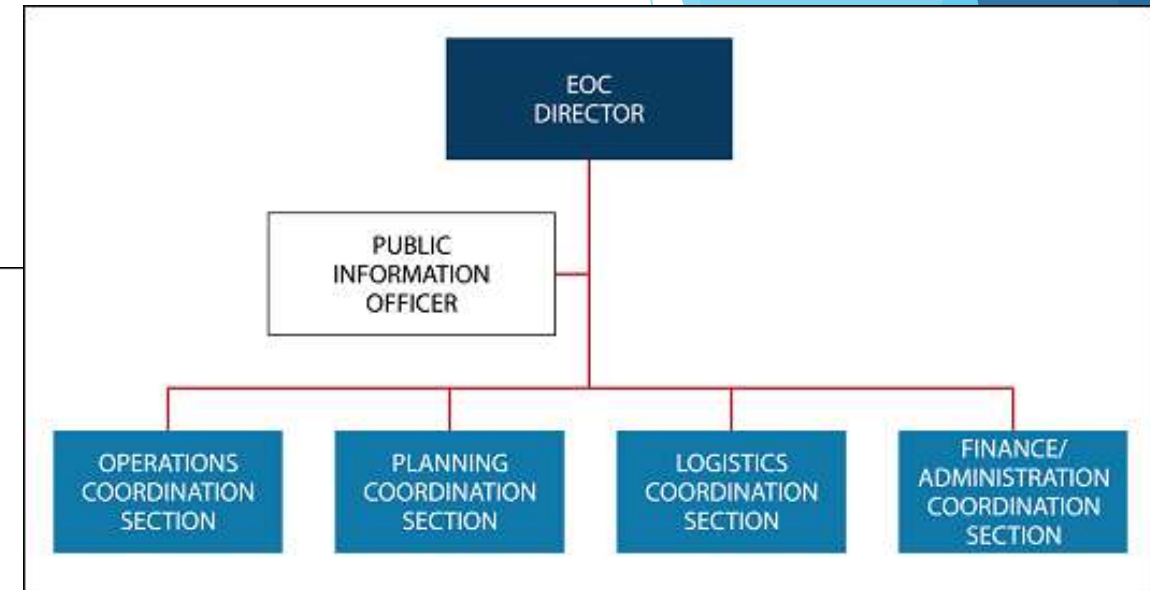 EOC
DIRECTOR
PUBLIC
INFORMATION
OFFICER
OPERATIONS
COORDINATION
SECTION
PLANNING
COORDINATION
SECTION
LOGISTICS
COORDINATION
SECTION
FINANCE/
ADMINISTRATION
COORDINATION
SECTION